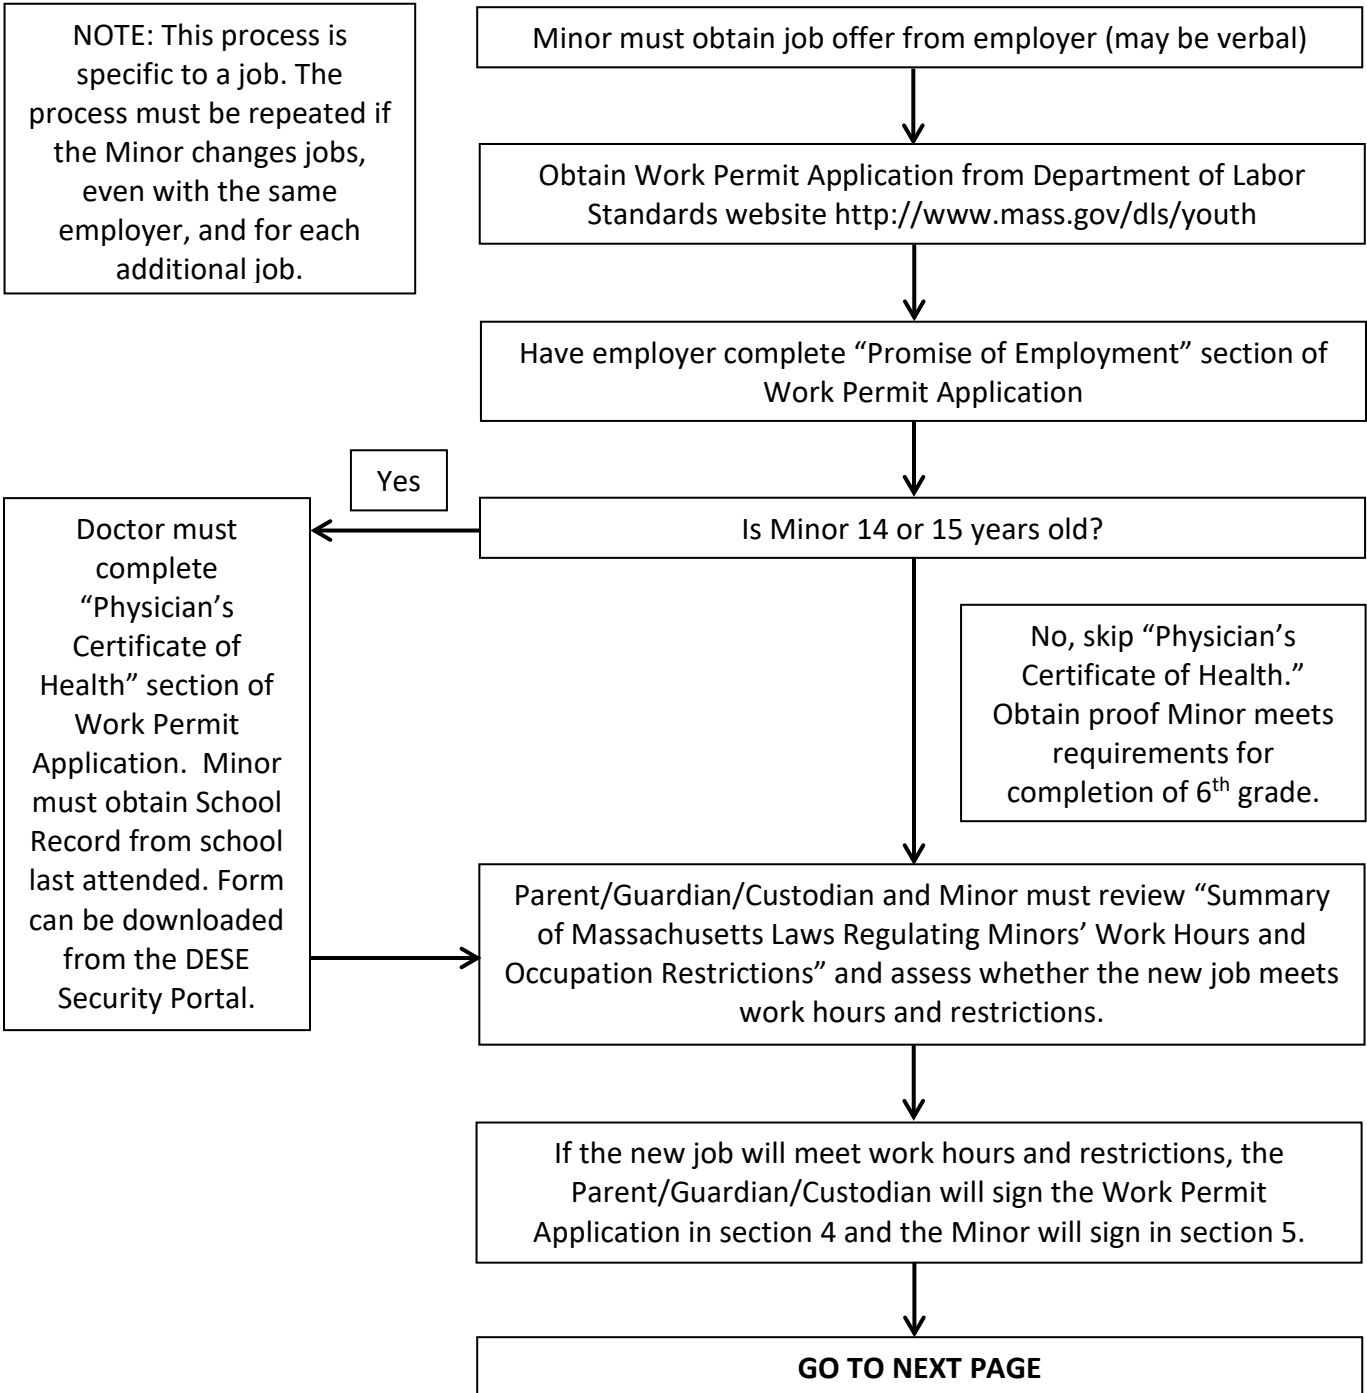 NOTE: This process is
specific to a job. The
process must be repeated if
the Minor changes jobs,
even with the same
employer, and for each
additional job.
Minor must obtain job offer from employer (may be verbal)
Obtain Work Permit Application from Department of Labor
Standards website http://www.mass.gov/dls/youth
Have employer complete “Promise of Employment” section of
Work Permit Application
Is Minor 14 or 15 years old?
Yes
Doctor must
complete
“Physician’s
Certificate of
Health” section of
Work Permit
Application.  Minor
must obtain School
Record from school
last attended. Form
can be downloaded
from the DESE
Security Portal.
No, skip “Physician’s
Certificate of Health.”
Obtain proof Minor meets
requirements for
completion of 6th grade.
Parent/Guardian/Custodian and Minor must review “Summary
of Massachusetts Laws Regulating Minors’ Work Hours and
Occupation Restrictions” and assess whether the new job meets
work hours and restrictions.
If the new job will meet work hours and restrictions, the
Parent/Guardian/Custodian will sign the Work Permit
Application in section 4 and the Minor will sign in section 5.
GO TO NEXT PAGE